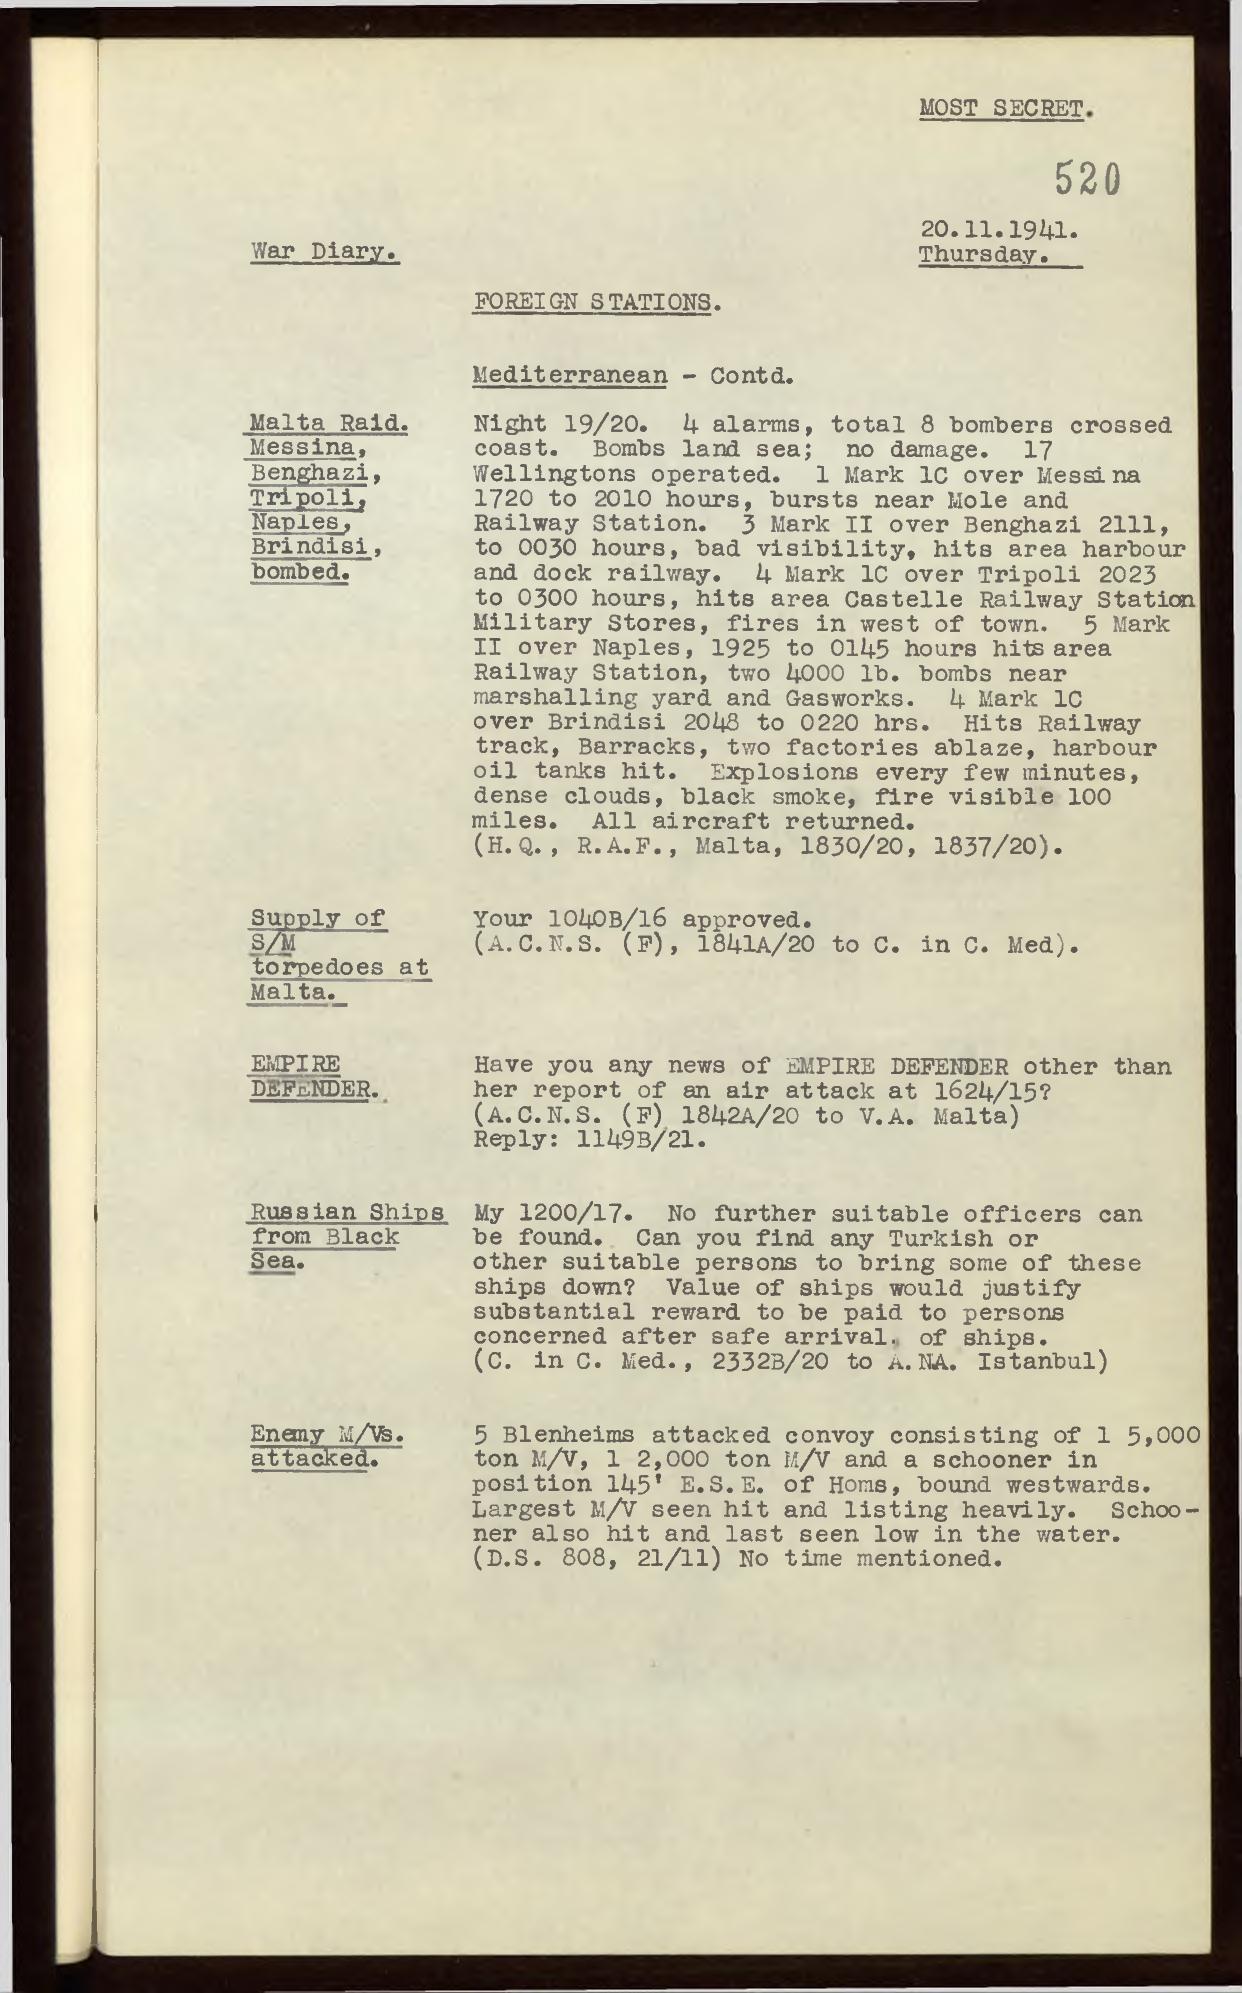 MOST SECRET.
520
20.11.1941.
War Diary.
Thursday.
FOREIGN STATIONS.
Mediterranean - Contd.
Malta Raid.
Messina,
Benghazi,
Tripoli,
Naples,
Brindisi,
bombed.
Night 19/20. 4 alarms, total 8 bombers crossed
coast. Bombs land sea; no damage. 17
Wellingtons operated. 1 Mark 1C over Messina
1720 to 2010 hours, bursts near Mole and
Railway Station. 3 Mark II over Benghazi 2111,
to 0030 hours, bad visibility, hits area harbour
and dock railway. 4 Mark 1C over Tripoli 2023
to 0300 hours, hits area Castelle Railway Station
Military Stores, fires in west of town. 5 Mark
II over Naples, 1925 to 0145 hours hits area
Railway Station, two 4000 lb. bombs near
marshalling yard and Gasworks. 4 Mark 1C
over Brindisi 2048 to 0220 hrs. Hits Railway
track, Barracks, two factories ablaze, harbour
oil tanks hit. Explosions every few minutes,
dense clouds, black smoke, fire visible 100
miles. All aircraft returned.
(H.Q., R.A.F., Malta, 1830/20, 1837/20).
Supply of
S/M
torpedoes at
Malta.
Your 1040B/16 approved.
(A.C.N.S. (F), 1841A/20 to C. in C. Med).
EMPIRE
DEFENDER.
Have you any news of EMPIRE DEFENDER other than
her report of an air attack at 1624/15?
(A.C.N.S. (F) 1842A/20 to V.A. Malta)
Reply: 1149B/21.
Russian Ships
from Black
Sea.
My 1200/17. No further suitable officers can
be found. Can you find any Turkish or
other suitable persons to bring some of these
ships down? Value of ships would justify
substantial reward to be paid to persons
concerned after safe arrival. of ships.
(C. in C. Med., 2332B/20 to A.NA. Istanbul)
Enemy M/Vs.
attacked.
5 Blenheims attacked convoy consisting of 1 5,000
ton M/V, 1 2,000 ton M/V and a schooner in
position 145' E.S.E. of Homs, bound westwards.
Largest M/V seen hit and listing heavily. Schoo-
ner also hit and last seen low in the water.
(D.S. 808, 21/11) No time mentioned.